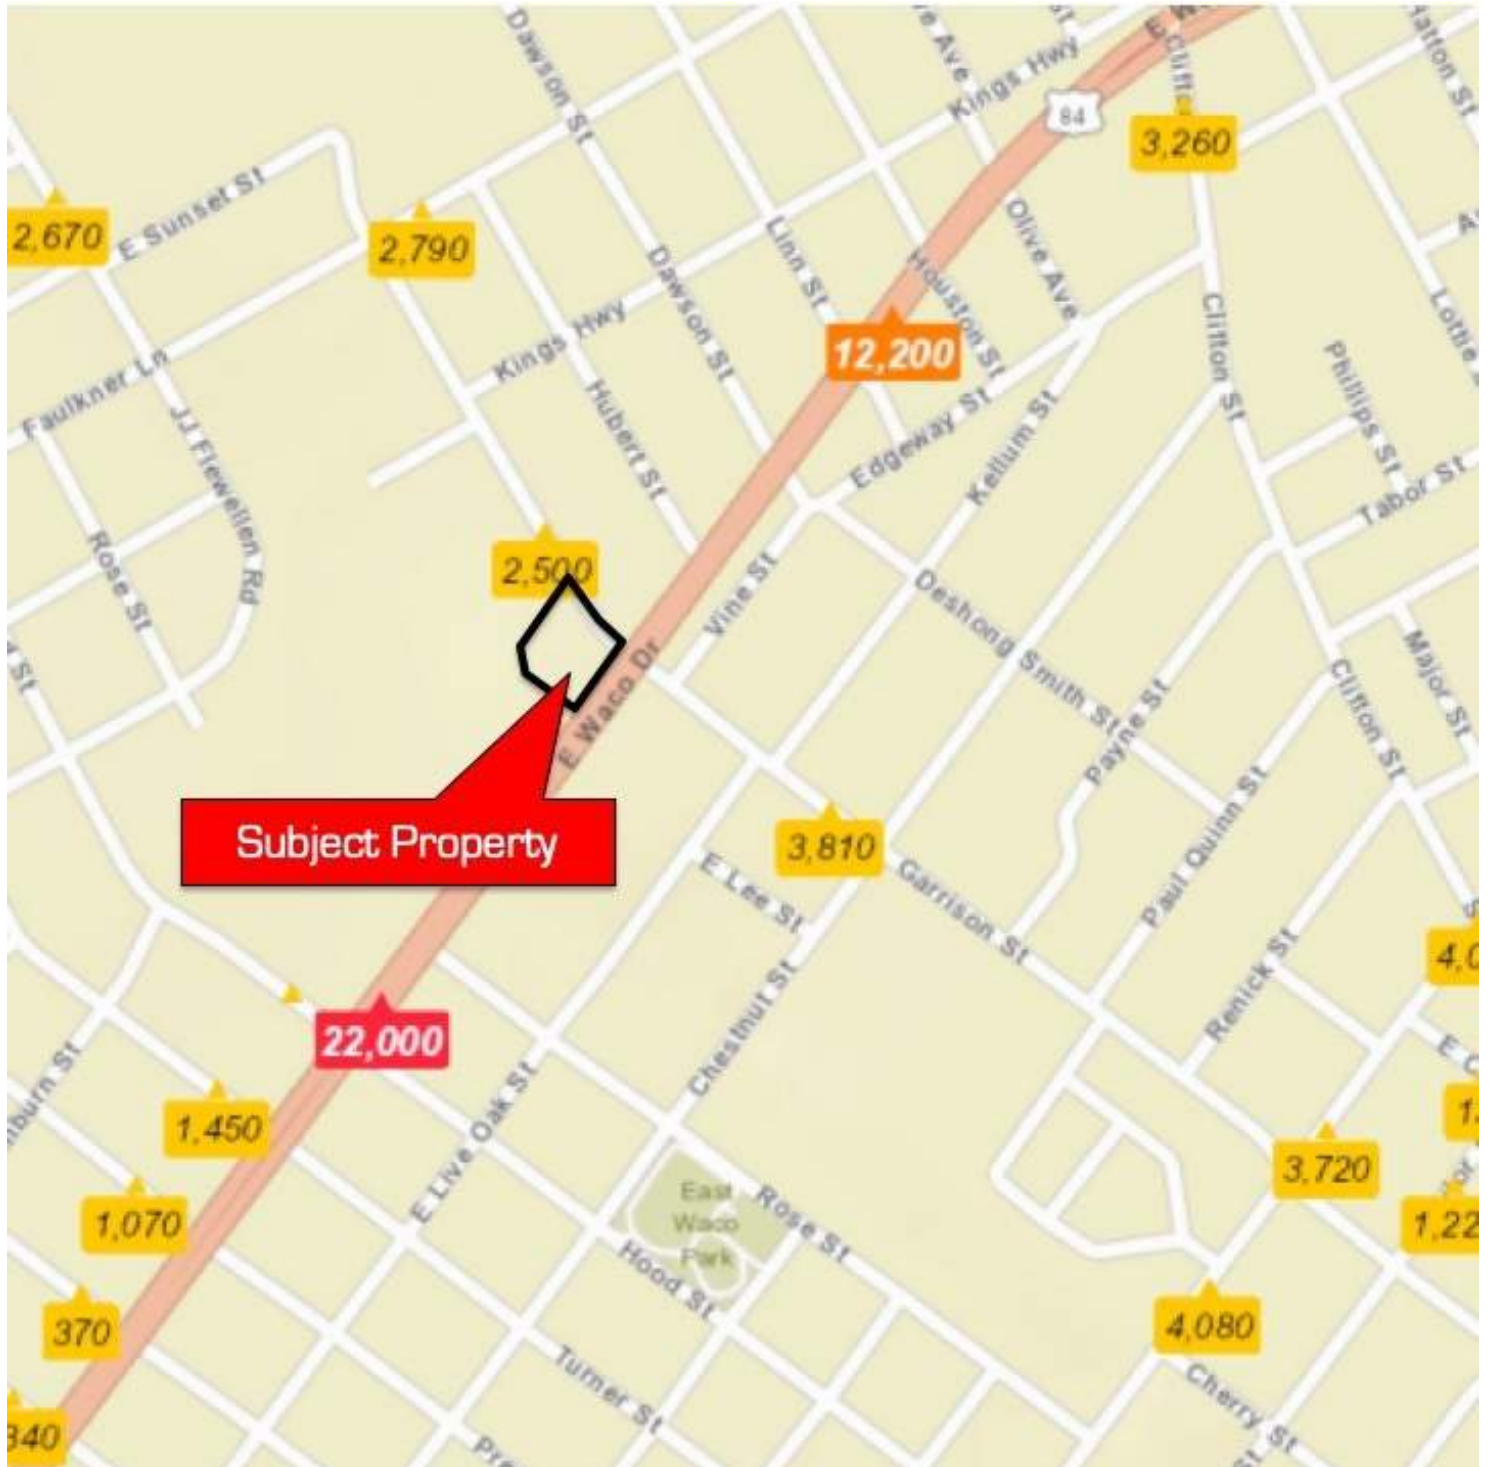 Dawson St
Kings Hwy
84
3,260
E Sunset St
2,670
2,790
Olive Ave
Linn St
Dawson St
Houston St
Kings Hwy
12,200
Clifton St
Phillips St
Faulkner Ln
JJ Flewellen Rd
Hubert St
Edgeway St
Kellum St
Tabor St
Rose St
2,500
Vine St
Deshong Smith St
E Waco Dr
Payne St
Clifton St
Major St
Subject Property
3,810
Paul Quinn St
E Lee St
Garrison St
Renick St
Chestnut St
22,000
E Live Oak St
1,450
3,720
1,070
East
Waco
Park
Rose St
Hood St
370
4,080
Turner St
Cherry St